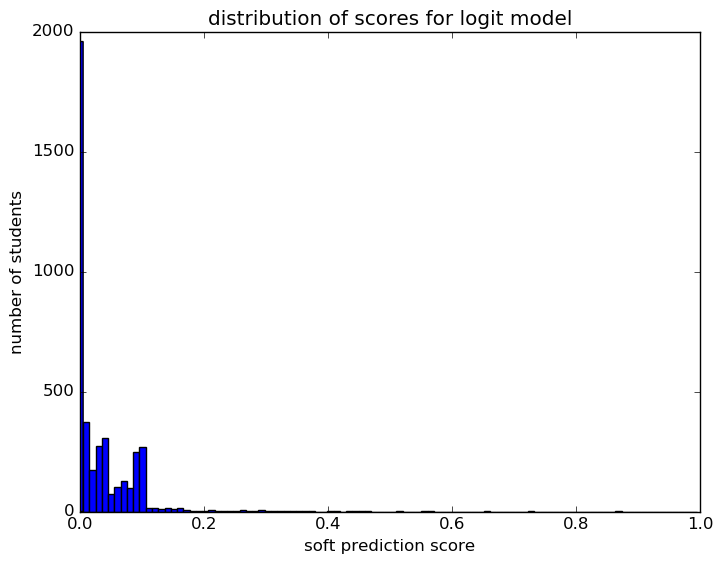 distribution of scores for logit model
2000
1500
1000
500
0
0.0 0.2 0.4 0.6 0.8 1.0
number of students
soft prediction score